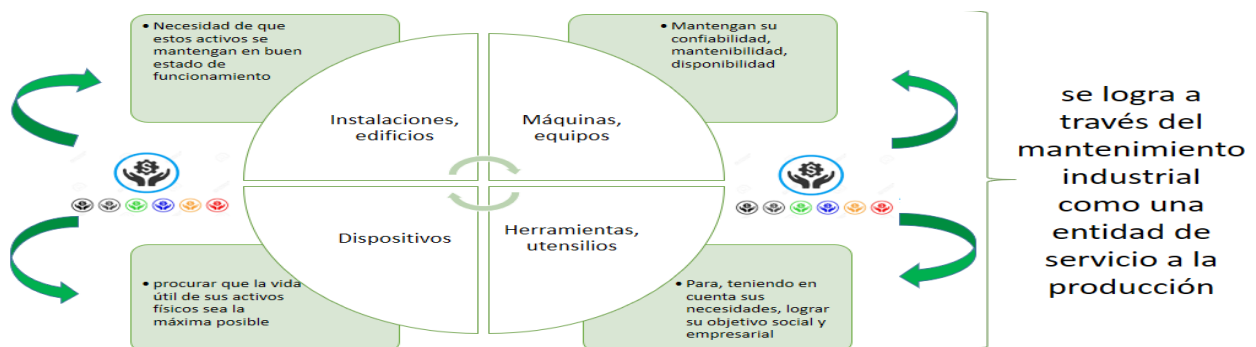 • Necesidad de que
estos activos se
mantengan en buen
estado de
funcionamiento
• Mantengan su
confiabilidad,
mantenibilidad,
disponibilidad
Instalaciones,
edificios
Máquinas,
equipos
Dispositivos
Herramientas,
utensilios
• procurar que la vida
útil de sus activos
físicos sea la
máxima posible
• Para, teniendo en
cuenta sus
necesidades, lograr
su objetivo social y
empresarial
se logra a
través del
mantenimiento
industrial
como una
entidad de
servicio a la
producción